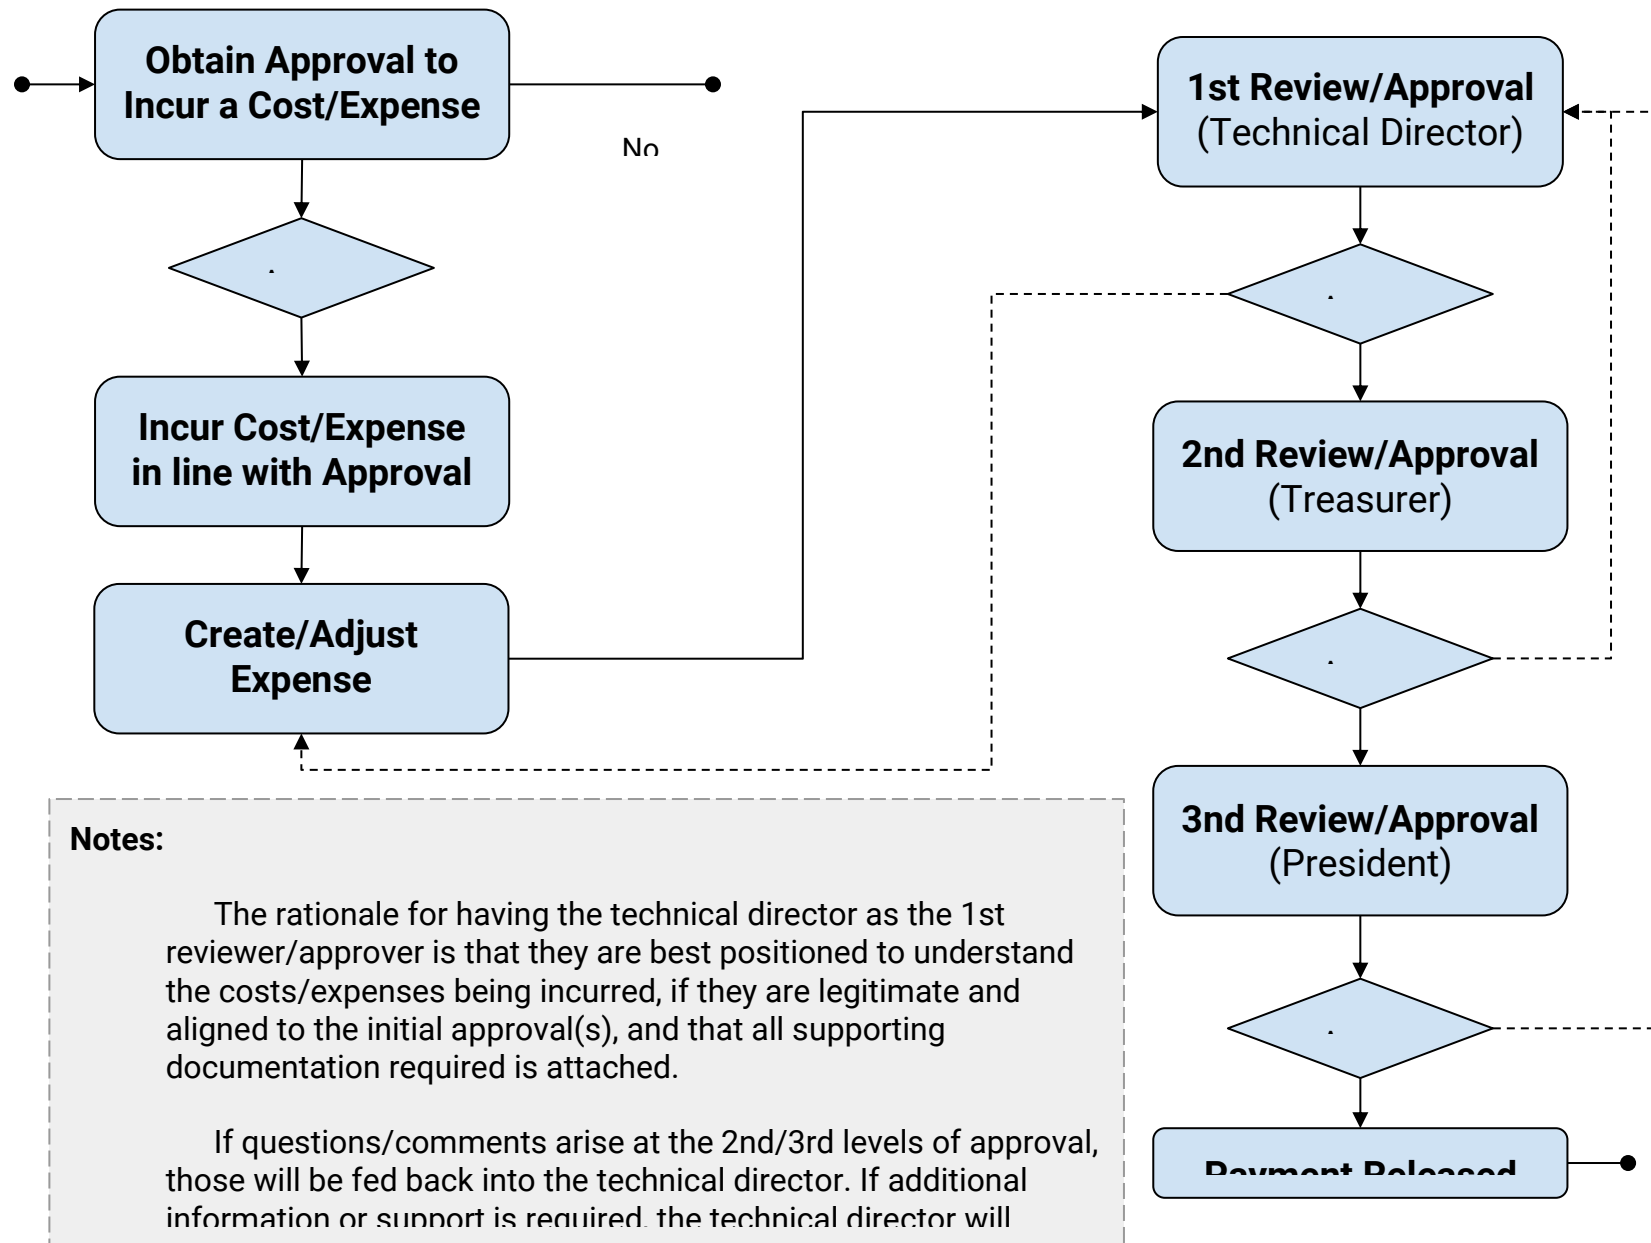 Obtain Approval to
Incur a Cost/Expense
No
Incur Cost/Expense
in line with Approval
Create/Adjust
Expense
1st Review/Approval
(Technical Director)
2nd Review/Approval
(Treasurer)
3nd Review/Approval
(President)
Payment Released
Notes:
The rationale for having the technical director as the 1st
reviewer/approver is that they are best positioned to understand
the costs/expenses being incurred, if they are legitimate and
aligned to the initial approval(s), and that all supporting
documentation required is attached.
If questions/comments arise at the 2nd/3rd levels of approval,
those will be fed back into the technical director. If additional
information or support is required, the technical director will